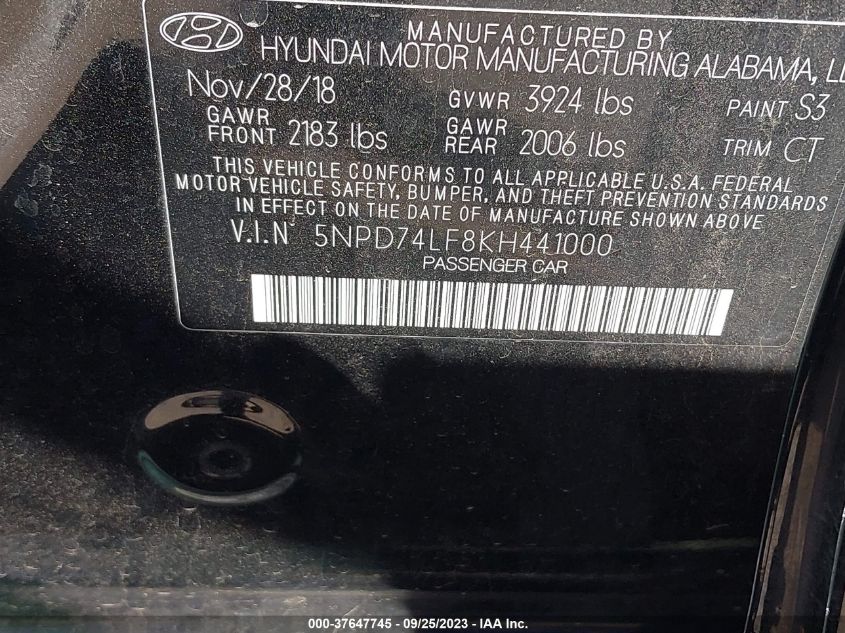 MANUFACTURED BY
HYUNDAI MOTOR MANUFACTURING ALABAMA,
Nov/28/18 GVWR 3924 lbs PAINT S3
GAWR FRONT 2183 lbs GAWR REAR 2006 lbs TRIM CT
THIS VEHICLE CONFORMS TO ALL APPLICABLE U.S.A. FEDERAL
MOTOR VEHICLE SAFETY, BUMPER, AND THEFT PREVENTION STANDARDS
IN EFFECT ON THE DATE OF MANUFACTURE SHOWN ABOVE
V.I.N 5NPD74LF8KH441000
PASSENGER CAR
000-37647745 - 09/25/2023 - IAA Inc.